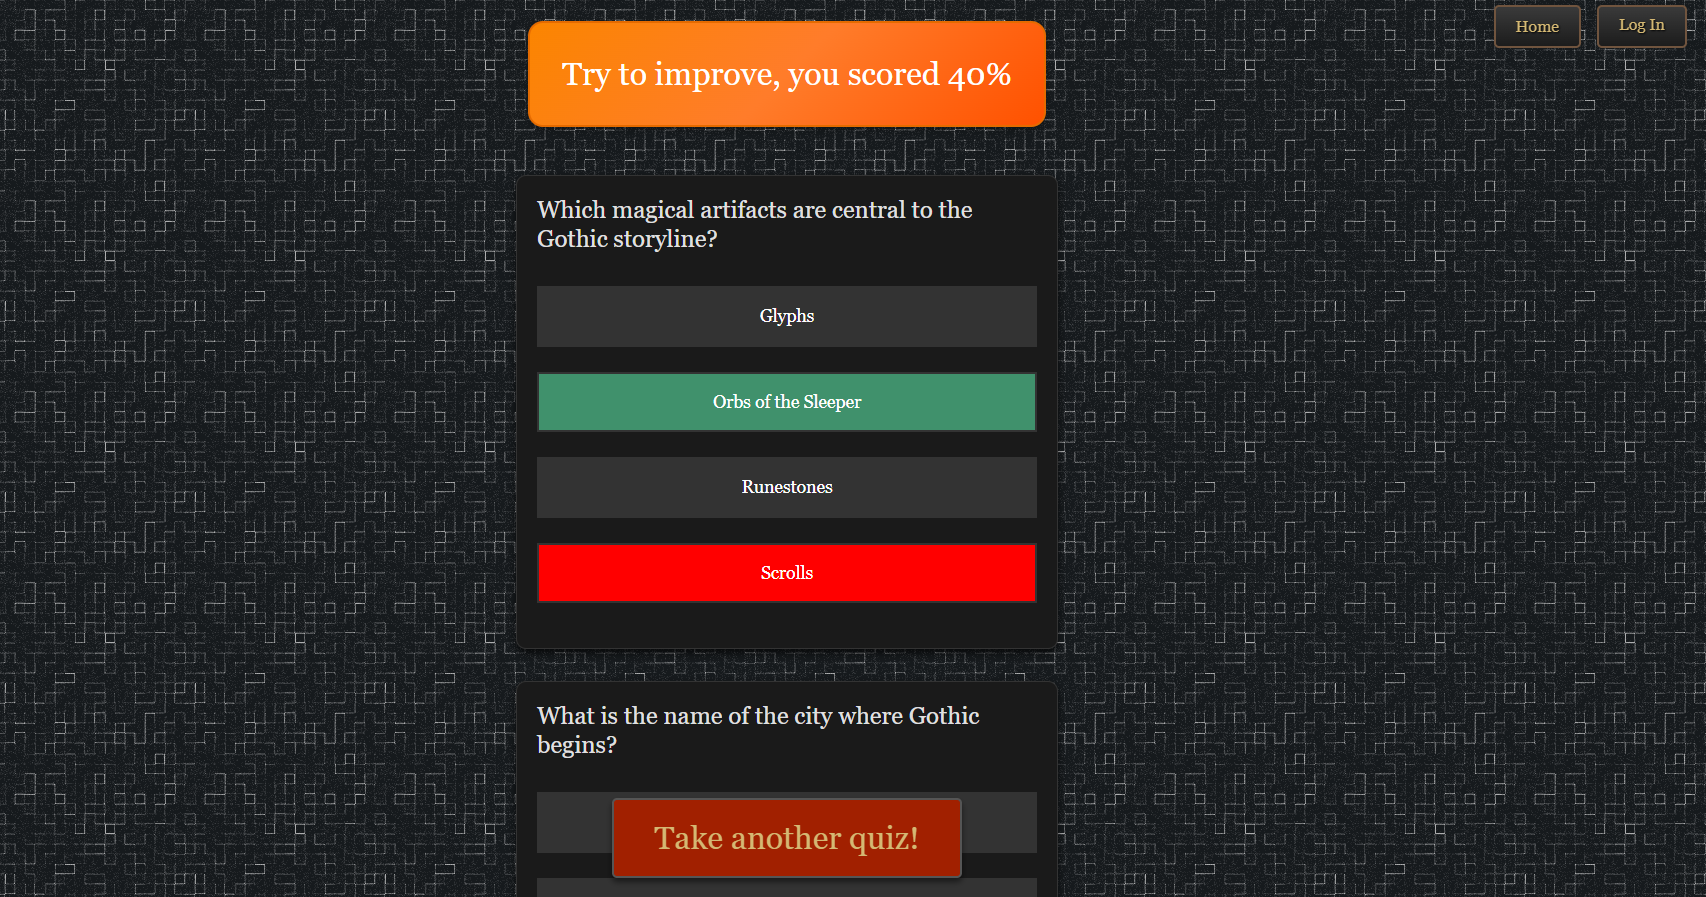 Home
Log In
Try to improve, you scored 40%
Which magical artifacts are central to the
Gothic storyline?
Glyphs
Orbs of the Sleeper
Runestones
Scrolls
What is the name of the city where Gothic
begins?
Take another quiz!